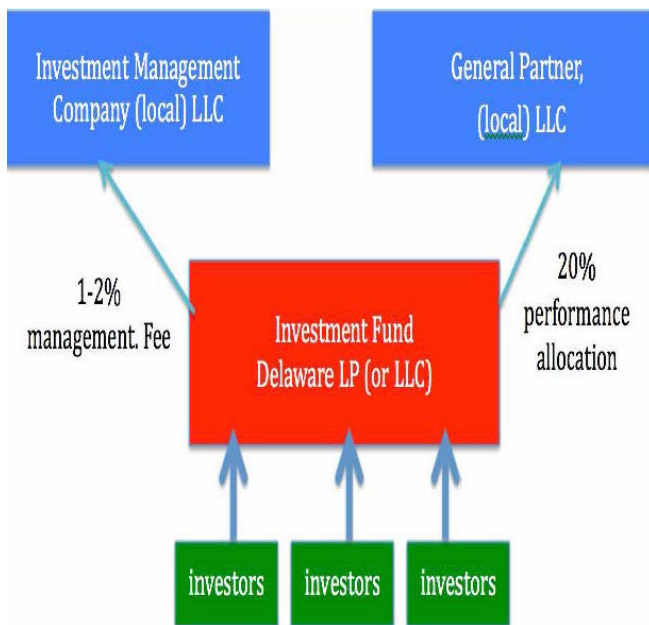 Investment Management
Company (local) LLC
General Partner,
(local) LLC
1-2%
management. Fee
20%
performance
allocation
Investment Fund
Delaware LP (or LLC)
investors
investors
investors